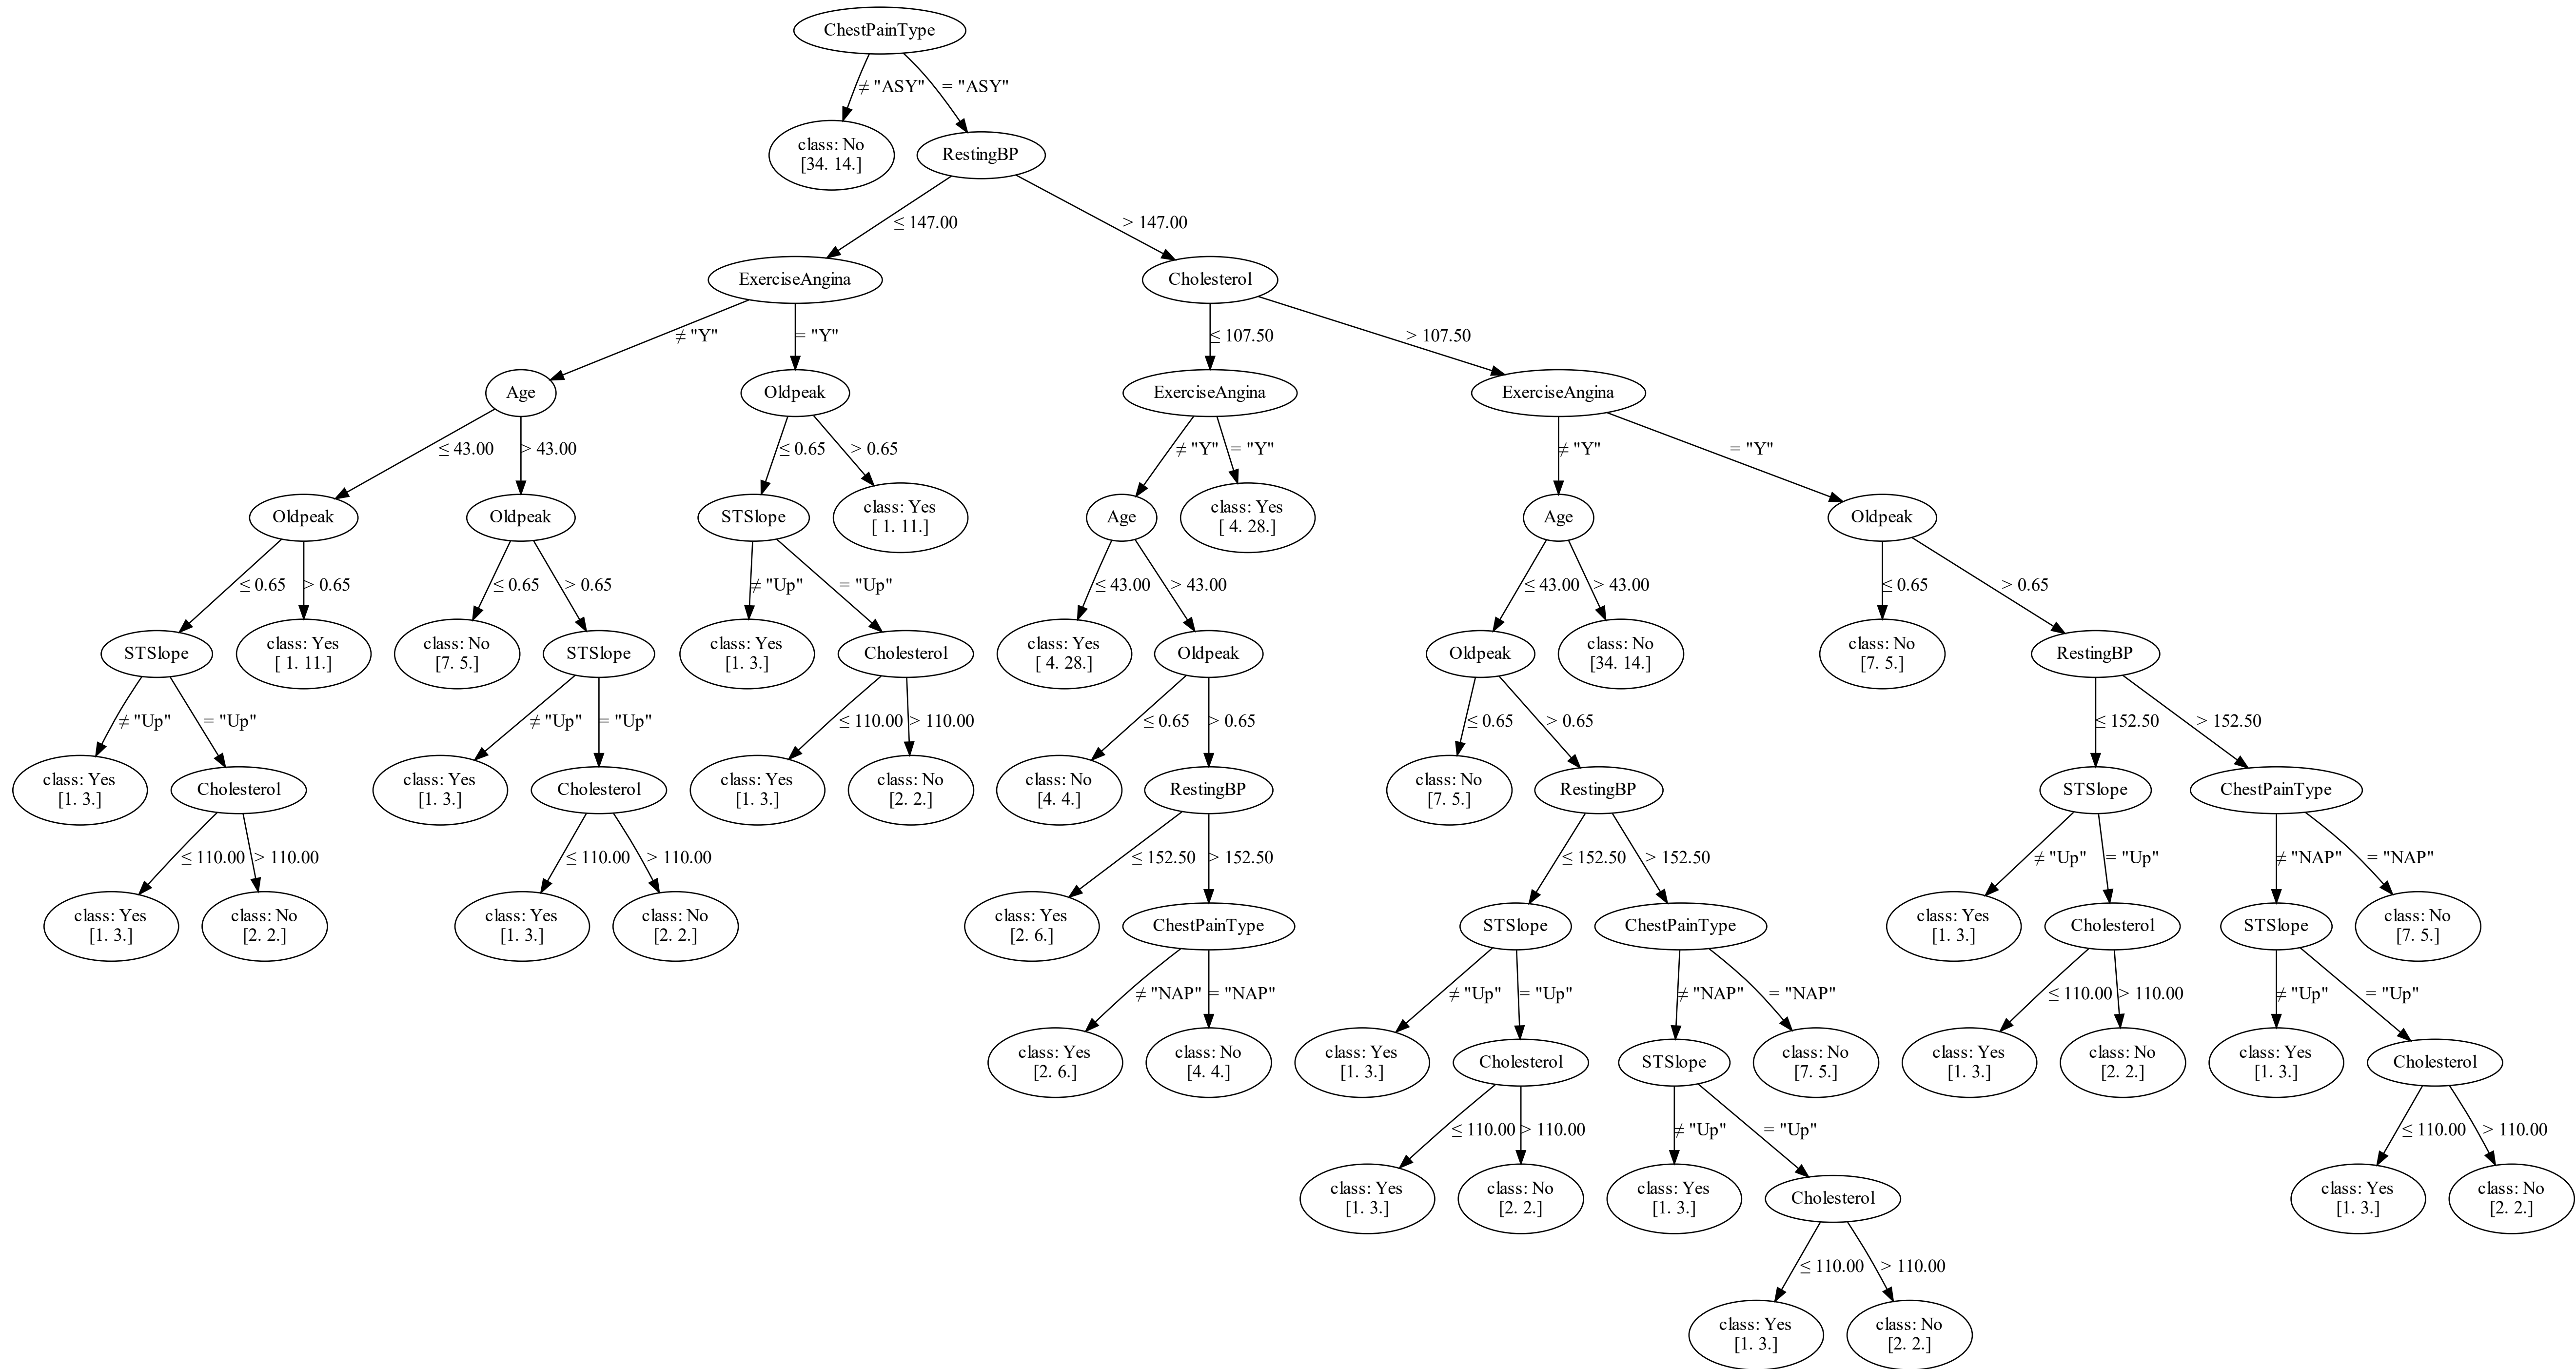 ChestPainType
≠ "ASY"
= "ASY"
class: No
[34. 14.]
RestingBP
≤ 147.00
> 147.00
ExerciseAngina
Cholesterol
≠ "Y"
= "Y"
≤ 107.50
> 107.50
Age
Oldpeak
ExerciseAngina
ExerciseAngina
≤ 43.00
> 43.00
≤ 0.65
> 0.65
≠ "Y"
= "Y"
≠ "Y"
= "Y"
Oldpeak
Oldpeak
STSlope
class: Yes
[ 1. 11.]
Age
class: Yes
[ 4. 28.]
Age
Oldpeak
≤ 0.65
> 0.65
≤ 0.65
> 0.65
≠ "Up"
= "Up"
≤ 43.00
> 43.00
≤ 43.00
> 43.00
≤ 0.65
> 0.65
STSlope
class: Yes
[ 1. 11.]
class: No
[7. 5.]
STSlope
class: Yes
[1. 3.]
Cholesterol
class: Yes
[ 4. 28.]
Oldpeak
Oldpeak
class: No
[34. 14.]
class: No
[7. 5.]
RestingBP
≠ "Up"
= "Up"
≠ "Up"
= "Up"
≤ 110.00
> 110.00
≤ 0.65
> 0.65
≤ 0.65
> 0.65
≤ 152.50
> 152.50
class: Yes
[1. 3.]
Cholesterol
class: Yes
[1. 3.]
Cholesterol
class: Yes
[1. 3.]
class: No
[2. 2.]
class: No
[4. 4.]
RestingBP
class: No
[7. 5.]
RestingBP
STSlope
ChestPainType
≤ 110.00
> 110.00
≤ 110.00
> 110.00
≤ 152.50
> 152.50
≤ 152.50
> 152.50
≠ "Up"
= "Up"
≠ "NAP"
= "NAP"
class: Yes
[1. 3.]
class: No
[2. 2.]
class: Yes
[1. 3.]
class: No
[2. 2.]
class: Yes
[2. 6.]
ChestPainType
STSlope
ChestPainType
class: Yes
[1. 3.]
Cholesterol
STSlope
class: No
[7. 5.]
≠ "NAP"
= "NAP"
≠ "Up"
= "Up"
≠ "NAP"
= "NAP"
≤ 110.00
> 110.00
≠ "Up"
= "Up"
class: Yes
[2. 6.]
class: No
[4. 4.]
class: Yes
[1. 3.]
Cholesterol
STSlope
class: No
[7. 5.]
class: Yes
[1. 3.]
class: No
[2. 2.]
class: Yes
[1. 3.]
Cholesterol
≤ 110.00
> 110.00
≠ "Up"
= "Up"
≤ 110.00
> 110.00
class: Yes
[1. 3.]
class: No
[2. 2.]
class: Yes
[1. 3.]
Cholesterol
class: Yes
[1. 3.]
class: No
[2. 2.]
≤ 110.00
> 110.00
class: Yes
[1. 3.]
class: No
[2. 2.]